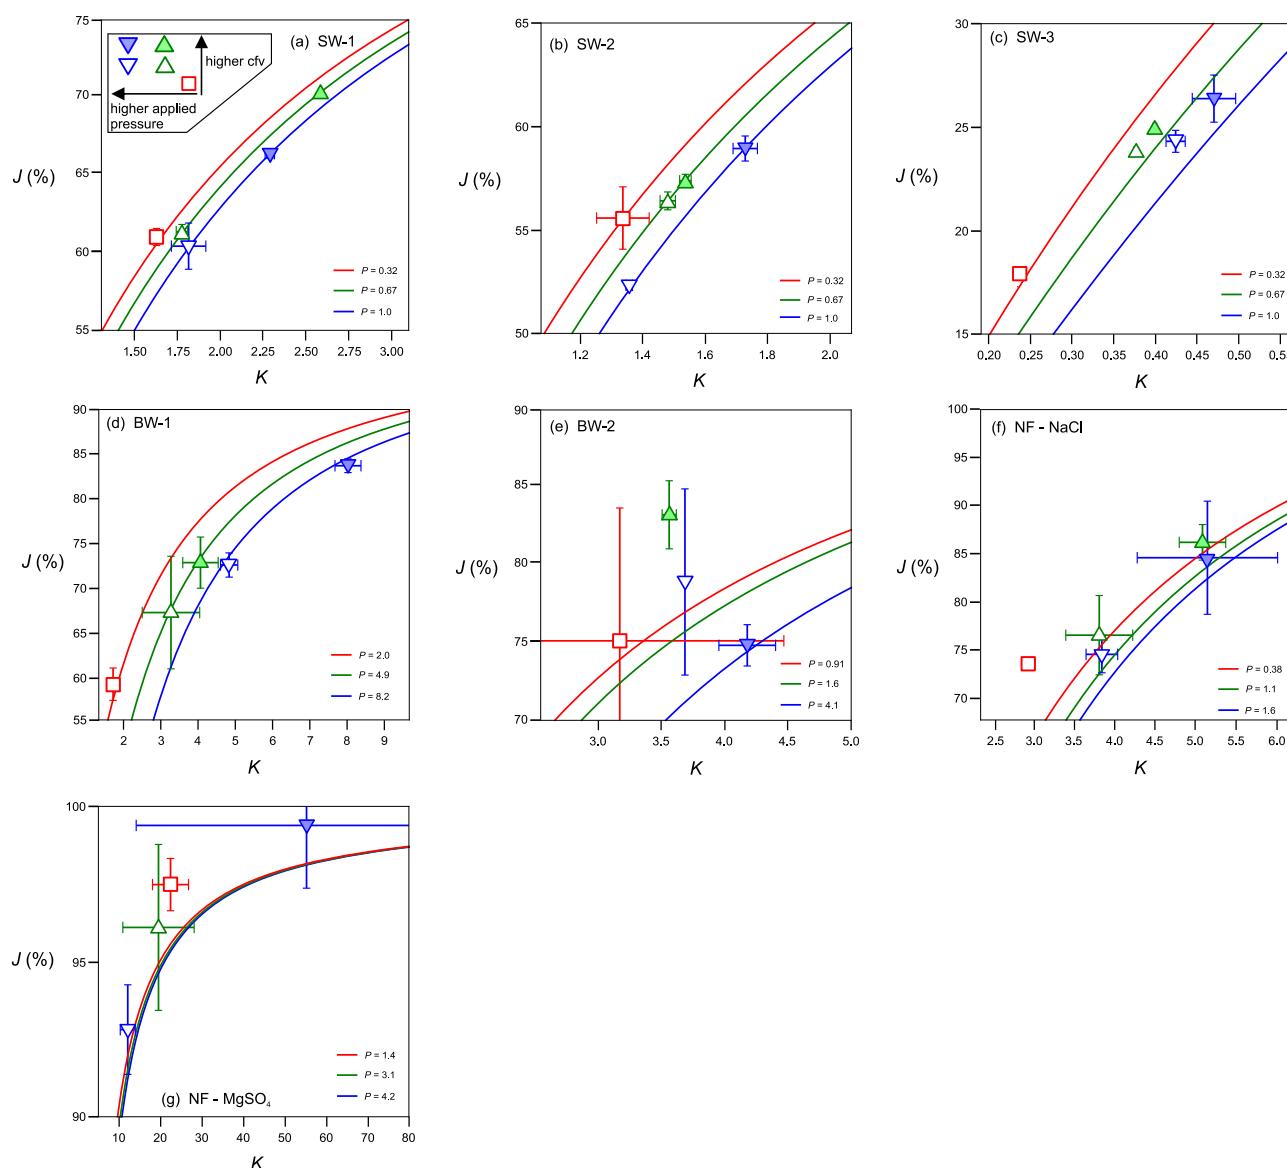 75
70
65
60
55
J (%)
higher cfv
higher applied
pressure
(a) SW-1
P = 0.32
P = 0.67
P = 1.0
1.50 1.75 2.00 2.25 2.50 2.75 3.00
K
65
60
55
50
J (%)
(b) SW-2
P = 0.32
P = 0.67
P = 1.0
1.2 1.4 1.6 1.8 2.0
K
30
25
20
15
J (%)
(c) SW-3
P = 0.32
P = 0.67
P = 1.0
0.20 0.25 0.30 0.35 0.40 0.45 0.50 0.55
K
90
85
80
75
70
65
60
55
J (%)
(d) BW-1
P = 2.0
P = 4.9
P = 8.2
2 3 4 5 6 7 8 9
K
90
85
80
75
70
J (%)
(e) BW-2
P = 0.91
P = 1.6
P = 4.1
3.0 3.5 4.0 4.5 5.0
K
100
95
90
85
80
75
70
J (%)
(f) NF - NaCl
P = 0.38
P = 1.1
P = 1.6
2.5 3.0 3.5 4.0 4.5 5.0 5.5 6.0
K
100
95
90
J (%)
P = 1.4
P = 3.1
P = 4.2
(g) NF - MgSO₄
10 20 30 40 50 60 70 80
K